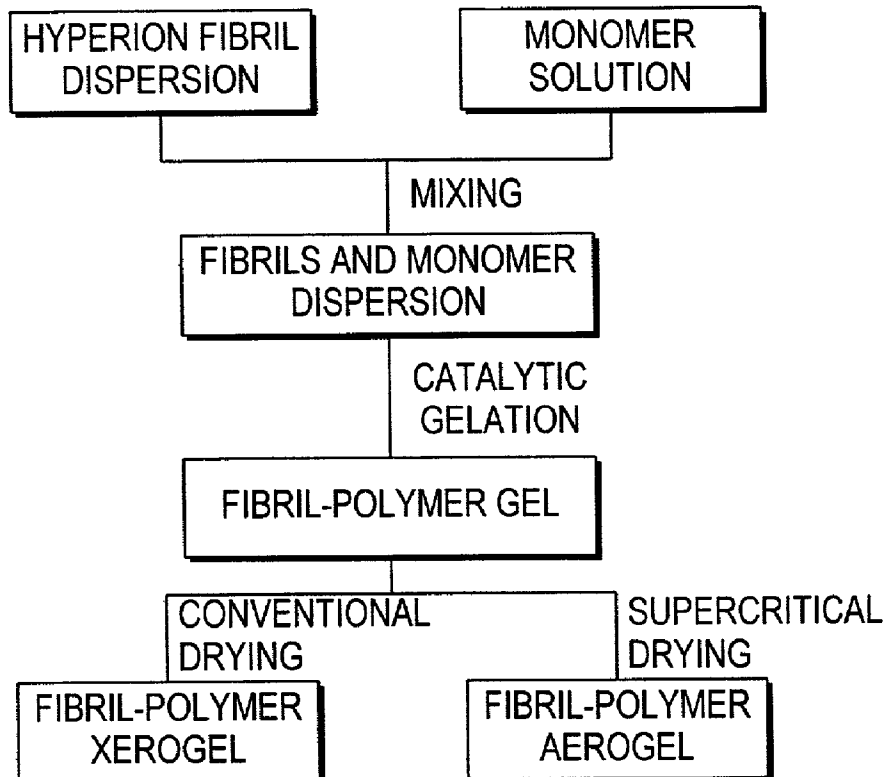 HYPERION FIBRIL
DISPERSION
MONOMER
SOLUTION
MIXING
FIBRILS AND MONOMER
DISPERSION
CATALYTIC
GELATION
FIBRIL-POLYMER GEL
CONVENTIONAL
DRYING
SUPERCRITICAL
DRYING
FIBRIL-POLYMER
XEROGEL
FIBRIL-POLYMER
AEROGEL